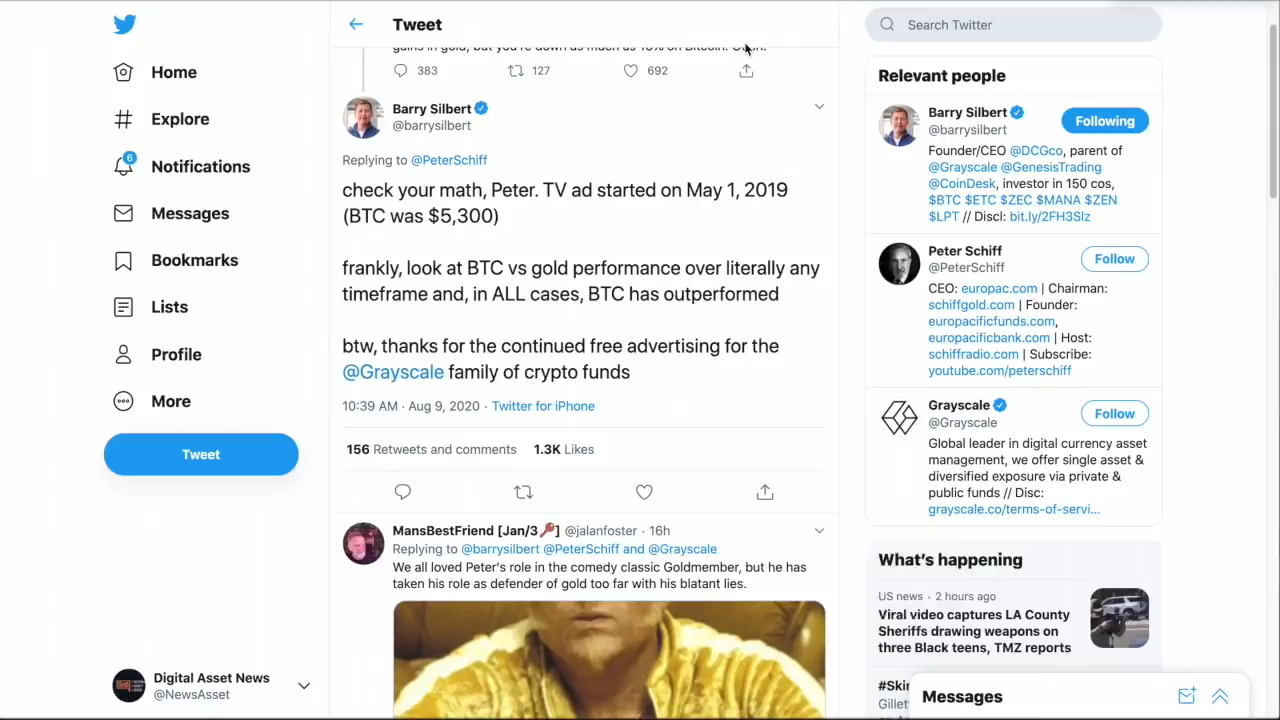 Home
Explore
6
Notifications
Messages
Bookmarks
Lists
Profile
More
Tweet
Digital Asset News
@NewsAsset
Tweet
383
127
692
Barry Silbert
@barrysilbert
Replying to @PeterSchiff
check your math, Peter. TV ad started on May 1, 2019
(BTC was $5,300)
frankly, look at BTC vs gold performance over literally any
timeframe and, in ALL cases, BTC has outperformed
btw, thanks for the continued free advertising for the
@Grayscale family of crypto funds
10:39 AM · Aug 9, 2020 · Twitter for iPhone
156 Retweets and comments 1.3K Likes
MansBestFriend [Jan/3🔑] @jalanfoster · 16h
Replying to @barrysilbert @PeterSchiff and @Grayscale
We all loved Peter's role in the comedy classic Goldmember, but he has
taken his role as defender of gold too far with his blatant lies.
Search Twitter
Relevant people
Barry Silbert
@barrysilbert
Following
Founder/CEO @DCGco, parent of
@Grayscale @GenesisTrading
@CoinDesk, investor in 150 cos,
$BTC $ETC $ZEC $MANA $ZEN
$LPT // Discl: bit.ly/2FH3Slz
Peter Schiff
@PeterSchiff
Follow
CEO: europac.com | Chairman:
schiffgold.com | Founder:
europacificfunds.com,
europacificbank.com | Host:
schiffradio.com | Subscribe:
youtube.com/peterschiff
Grayscale
@Grayscale
Follow
Global leader in digital currency asset
management, we offer single asset &
diversified exposure via private &
public funds // Disc:
grayscale.co/terms-of-servi...
What's happening
US news · 2 hours ago
Viral video captures LA County
Sheriffs drawing weapons on
three Black teens, TMZ reports
Messages